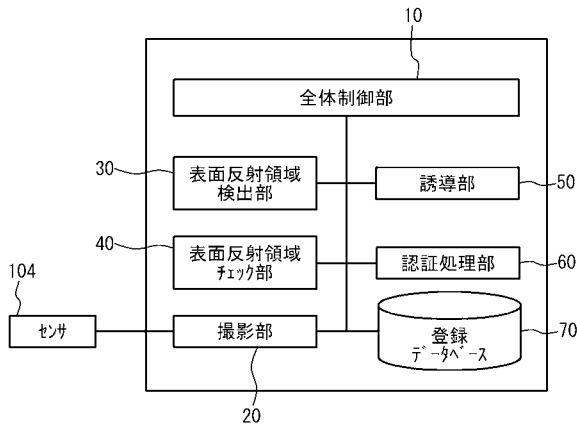 10
全体制御部
30
表面反射領域
検出部
誘導部
50
40
表面反射領域
ﾁｪｯｸ部
認証処理部
60
104
ｾﾝｻ
撮影部
登録
ﾃﾞｰﾀﾍﾞｰｽ
70
20